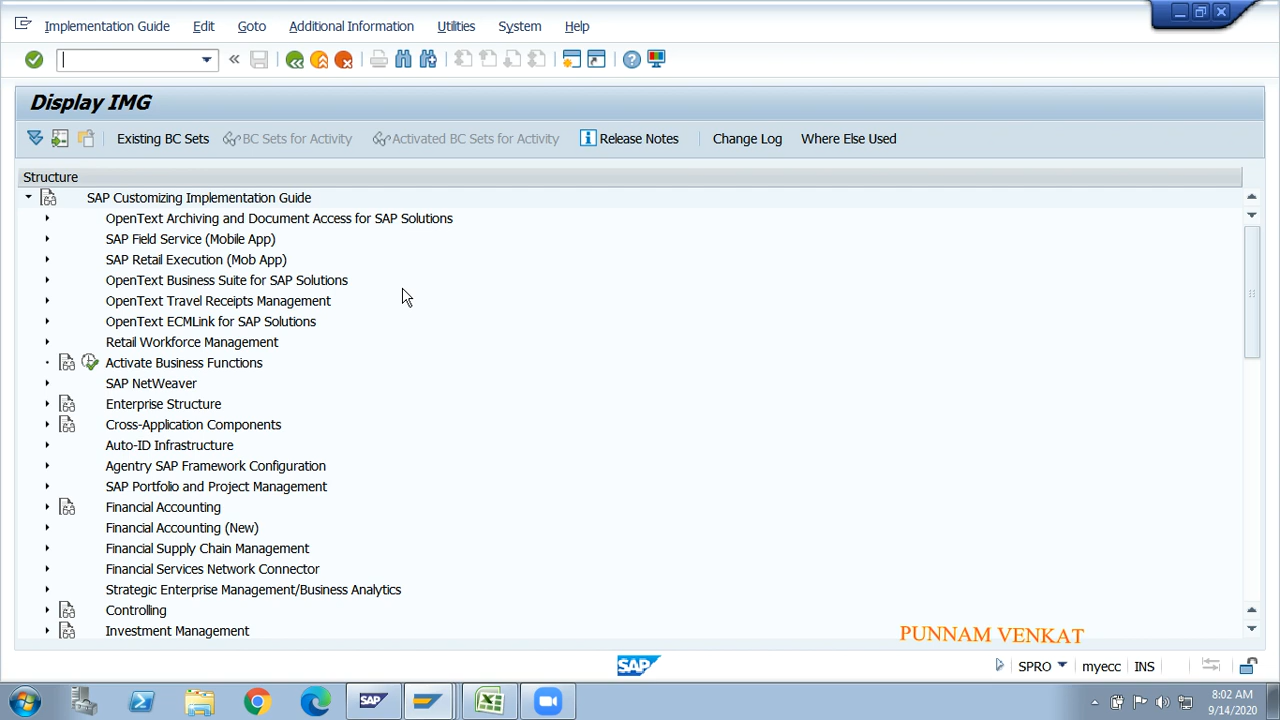 Implementation Guide Edit Goto Additional Information Utilities System Help
Display IMG
Existing BC Sets BC Sets for Activity Activated BC Sets for Activity Release Notes Change Log Where Else Used
Structure
SAP Customizing Implementation Guide
OpenText Archiving and Document Access for SAP Solutions
SAP Field Service (Mobile App)
SAP Retail Execution (Mob App)
OpenText Business Suite for SAP Solutions
OpenText Travel Receipts Management
OpenText ECMLink for SAP Solutions
Retail Workforce Management
Activate Business Functions
SAP NetWeaver
Enterprise Structure
Cross-Application Components
Auto-ID Infrastructure
Agentry SAP Framework Configuration
SAP Portfolio and Project Management
Financial Accounting
Financial Accounting (New)
Financial Supply Chain Management
Financial Services Network Connector
Strategic Enterprise Management/Business Analytics
Controlling
Investment Management
PUNNAM VENKAT
SAP SPRO myecc INS
SAP
8:02 AM
9/14/2020